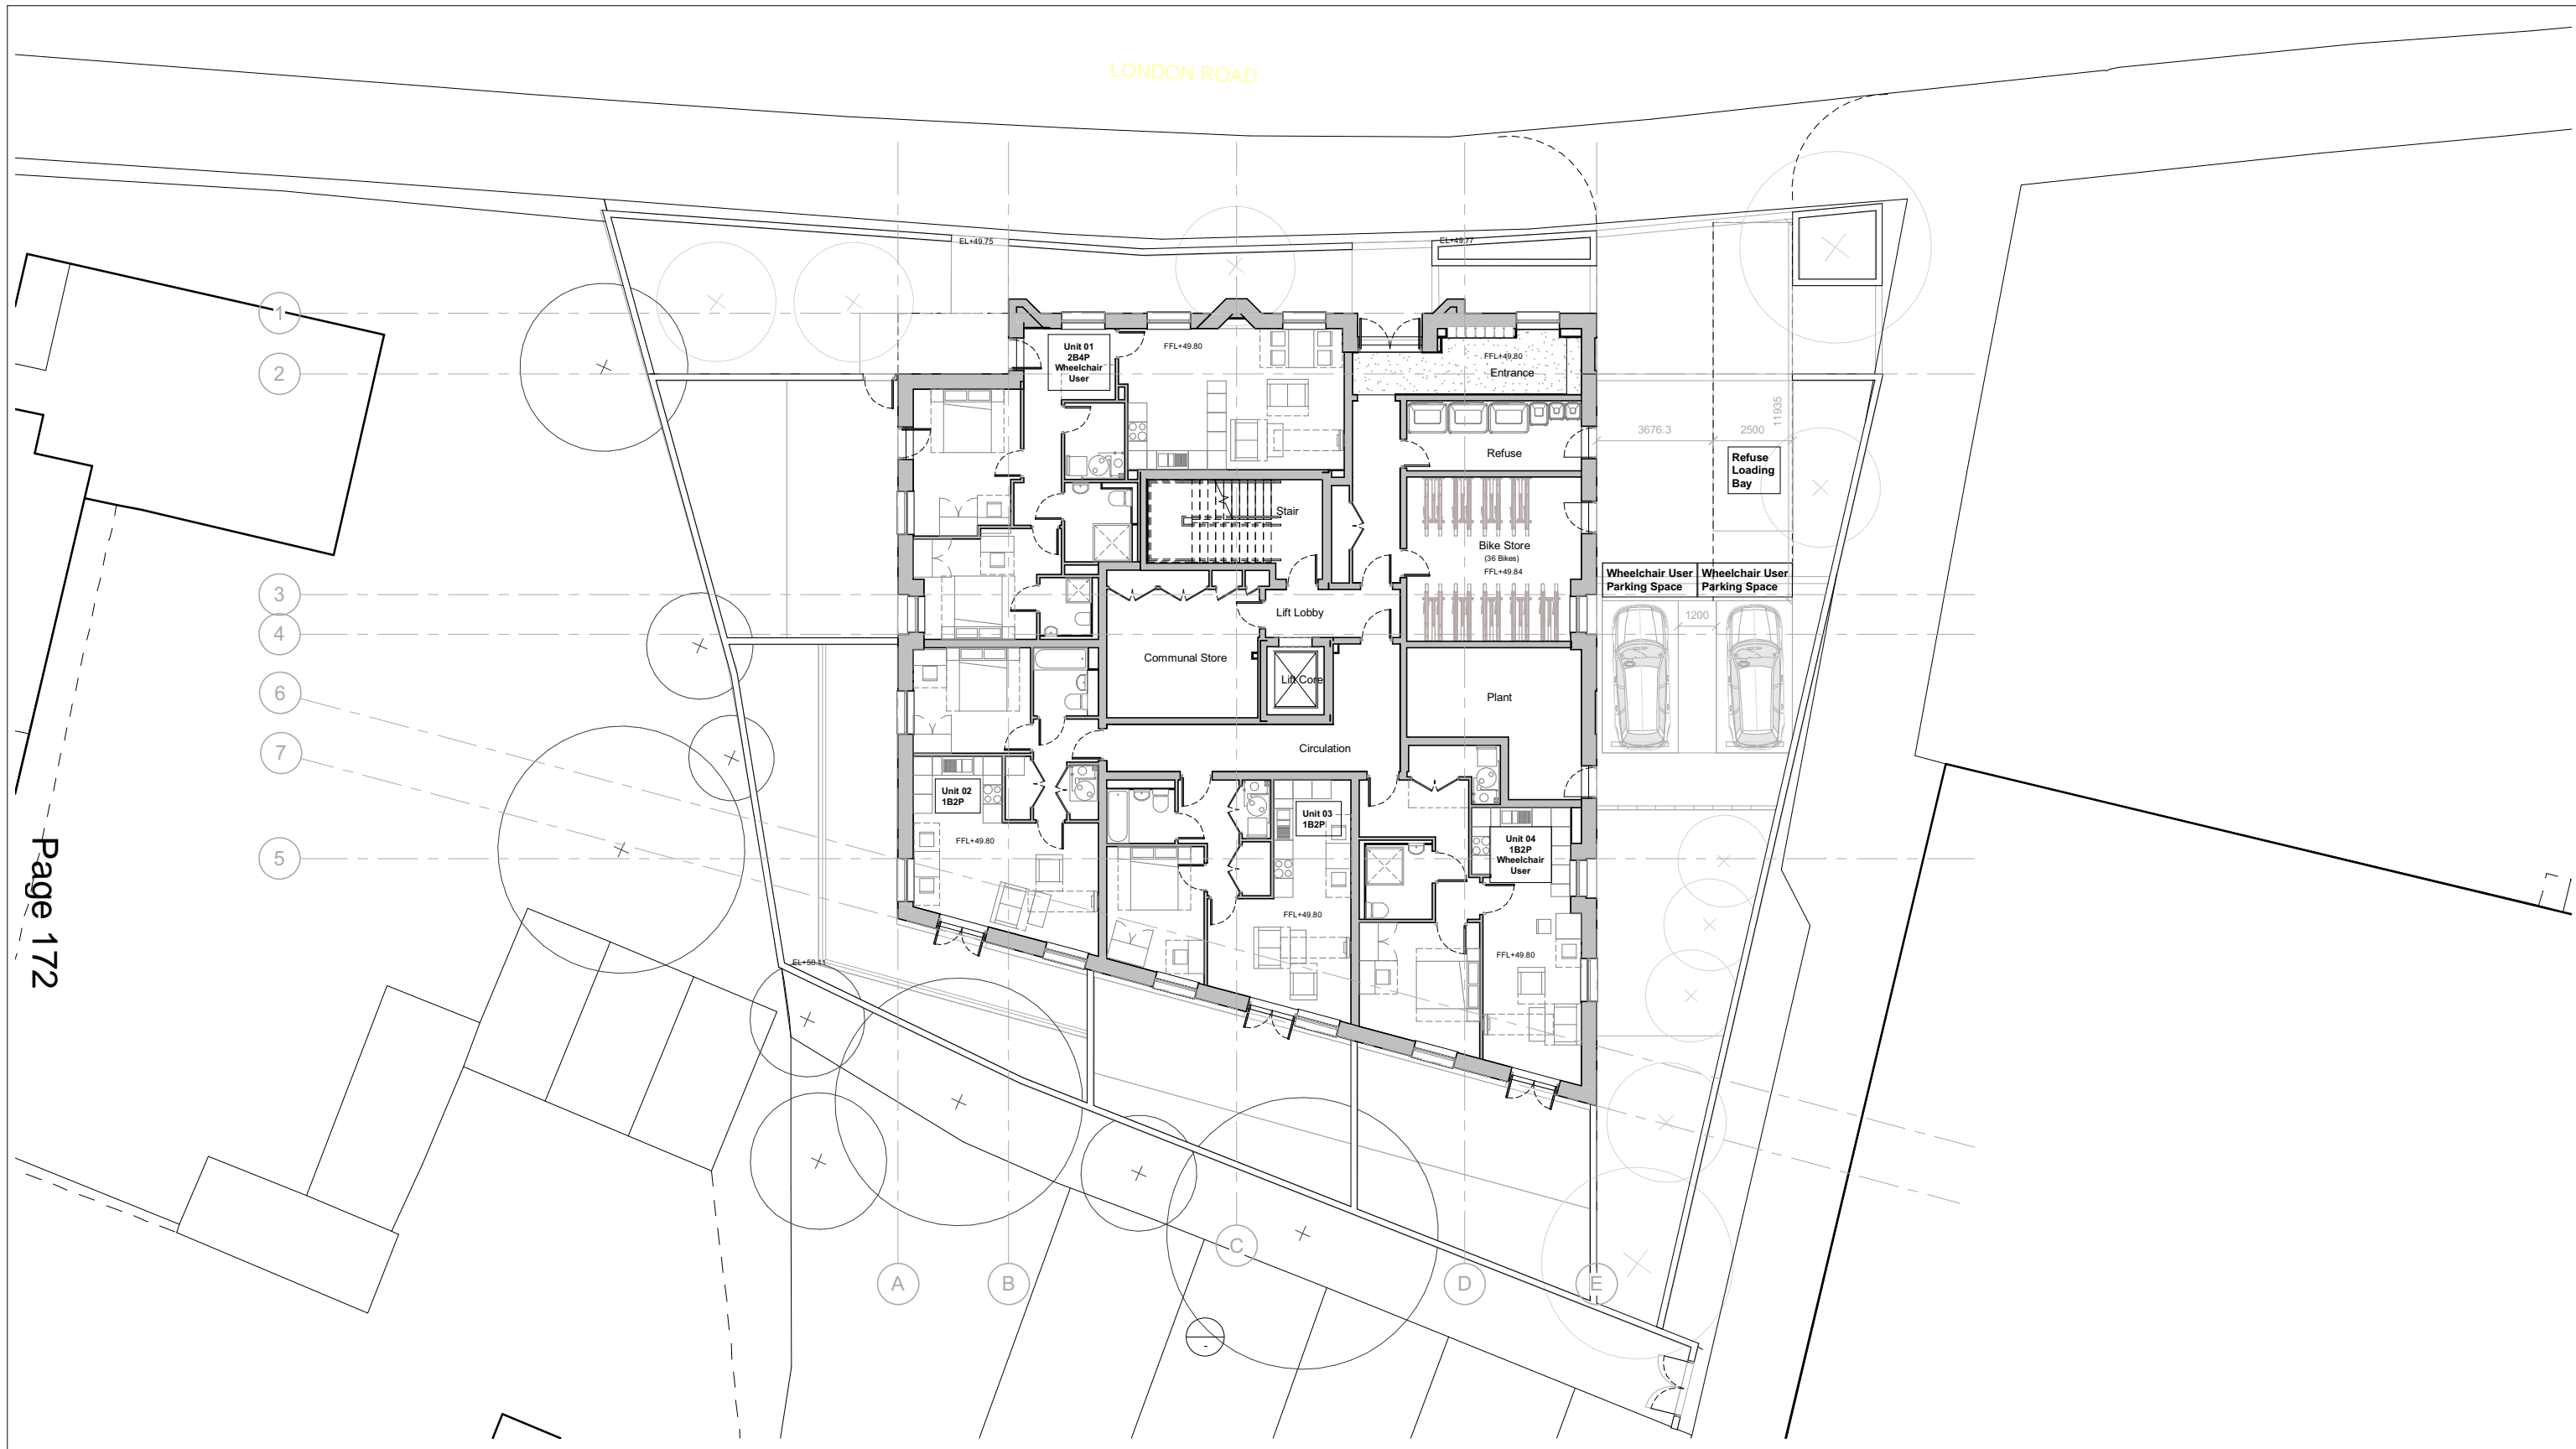 LONDON ROAD
EL+49.75
EL+49.77
1
2
3
4
6
7
5
Unit 01
2B4P
Wheelchair
User
FFL+49.80
FFL+49.80
Entrance
Refuse
3676.3
2500
11935
Refuse
Loading
Bay
Stair
Bike Store
(36 Bikes)
FFL+49.84
Wheelchair User
Parking Space
Wheelchair User
Parking Space
1200
Lift Lobby
Communal Store
Lift Core
Plant
Circulation
Unit 02
1B2P
FFL+49.80
Unit 03
1B2P
FFL+49.80
Unit 04
1B2P
Wheelchair
User
FFL+49.80
EL+50.11
Page 172
A
B
C
D
E
-